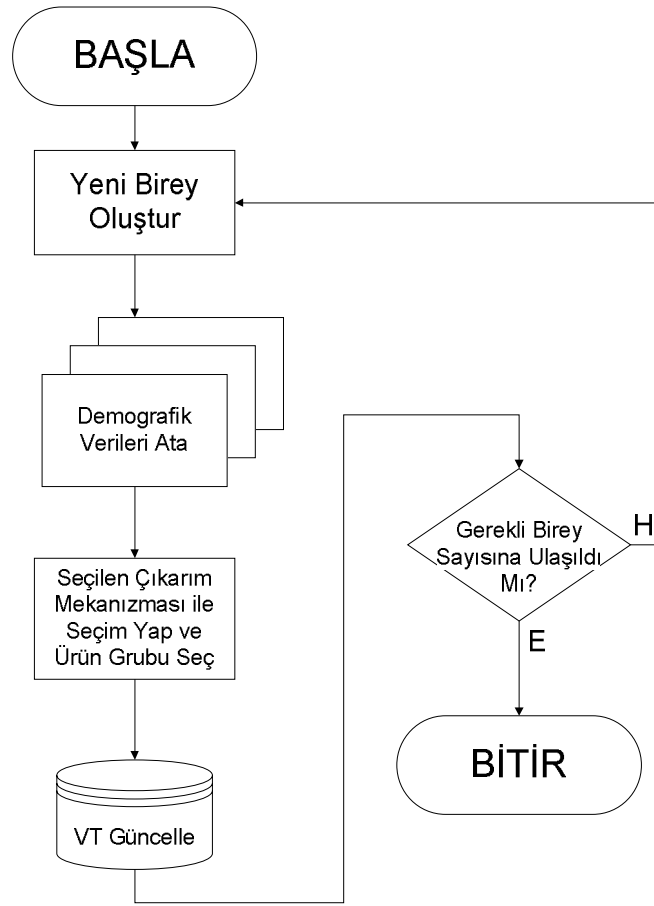 BAŞLA
Yeni Birey
Oluştur
Demografik
Verileri Ata
Seçilen Çıkarım
Mekanizması ile
Seçim Yap ve
Ürün Grubu Seç
VT Güncelle
Gerekli Birey
Sayısına Ulaşıldı
Mı?
H
E
BİTİR